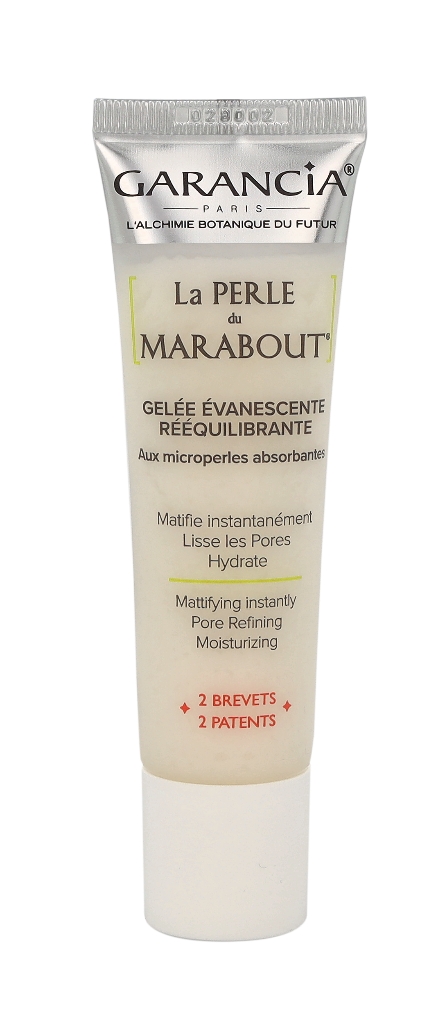 GARANCiA®
PARIS
L'ALCHIMIE BOTANIQUE DU FUTUR
La PERLE
du
MARABOUT®
GELÉE ÉVANESCENTE
RÉÉQUILIBRANTE
Aux microperles absorbantes
Matifie instantanément
Lisse les Pores
Hydrate
Mattifying instantly
Pore Refining
Moisturizing
2 BREVETS
2 PATENTS